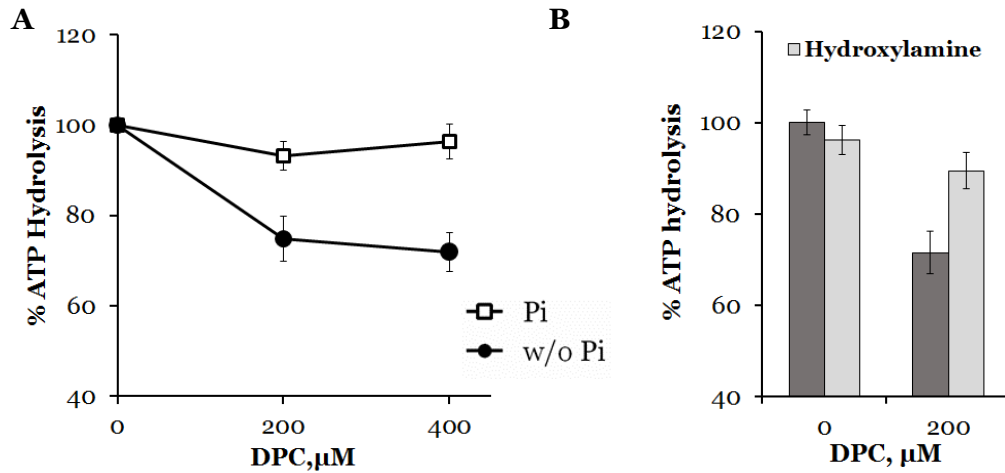 A
% ATP Hydrolysis
120
100
80
60
40
0
200
400
DPC,µM
Pi
w/o Pi
B
% ATP hydrolysis
120
100
80
60
40
Hydroxylamine
0
200
DPC, µM